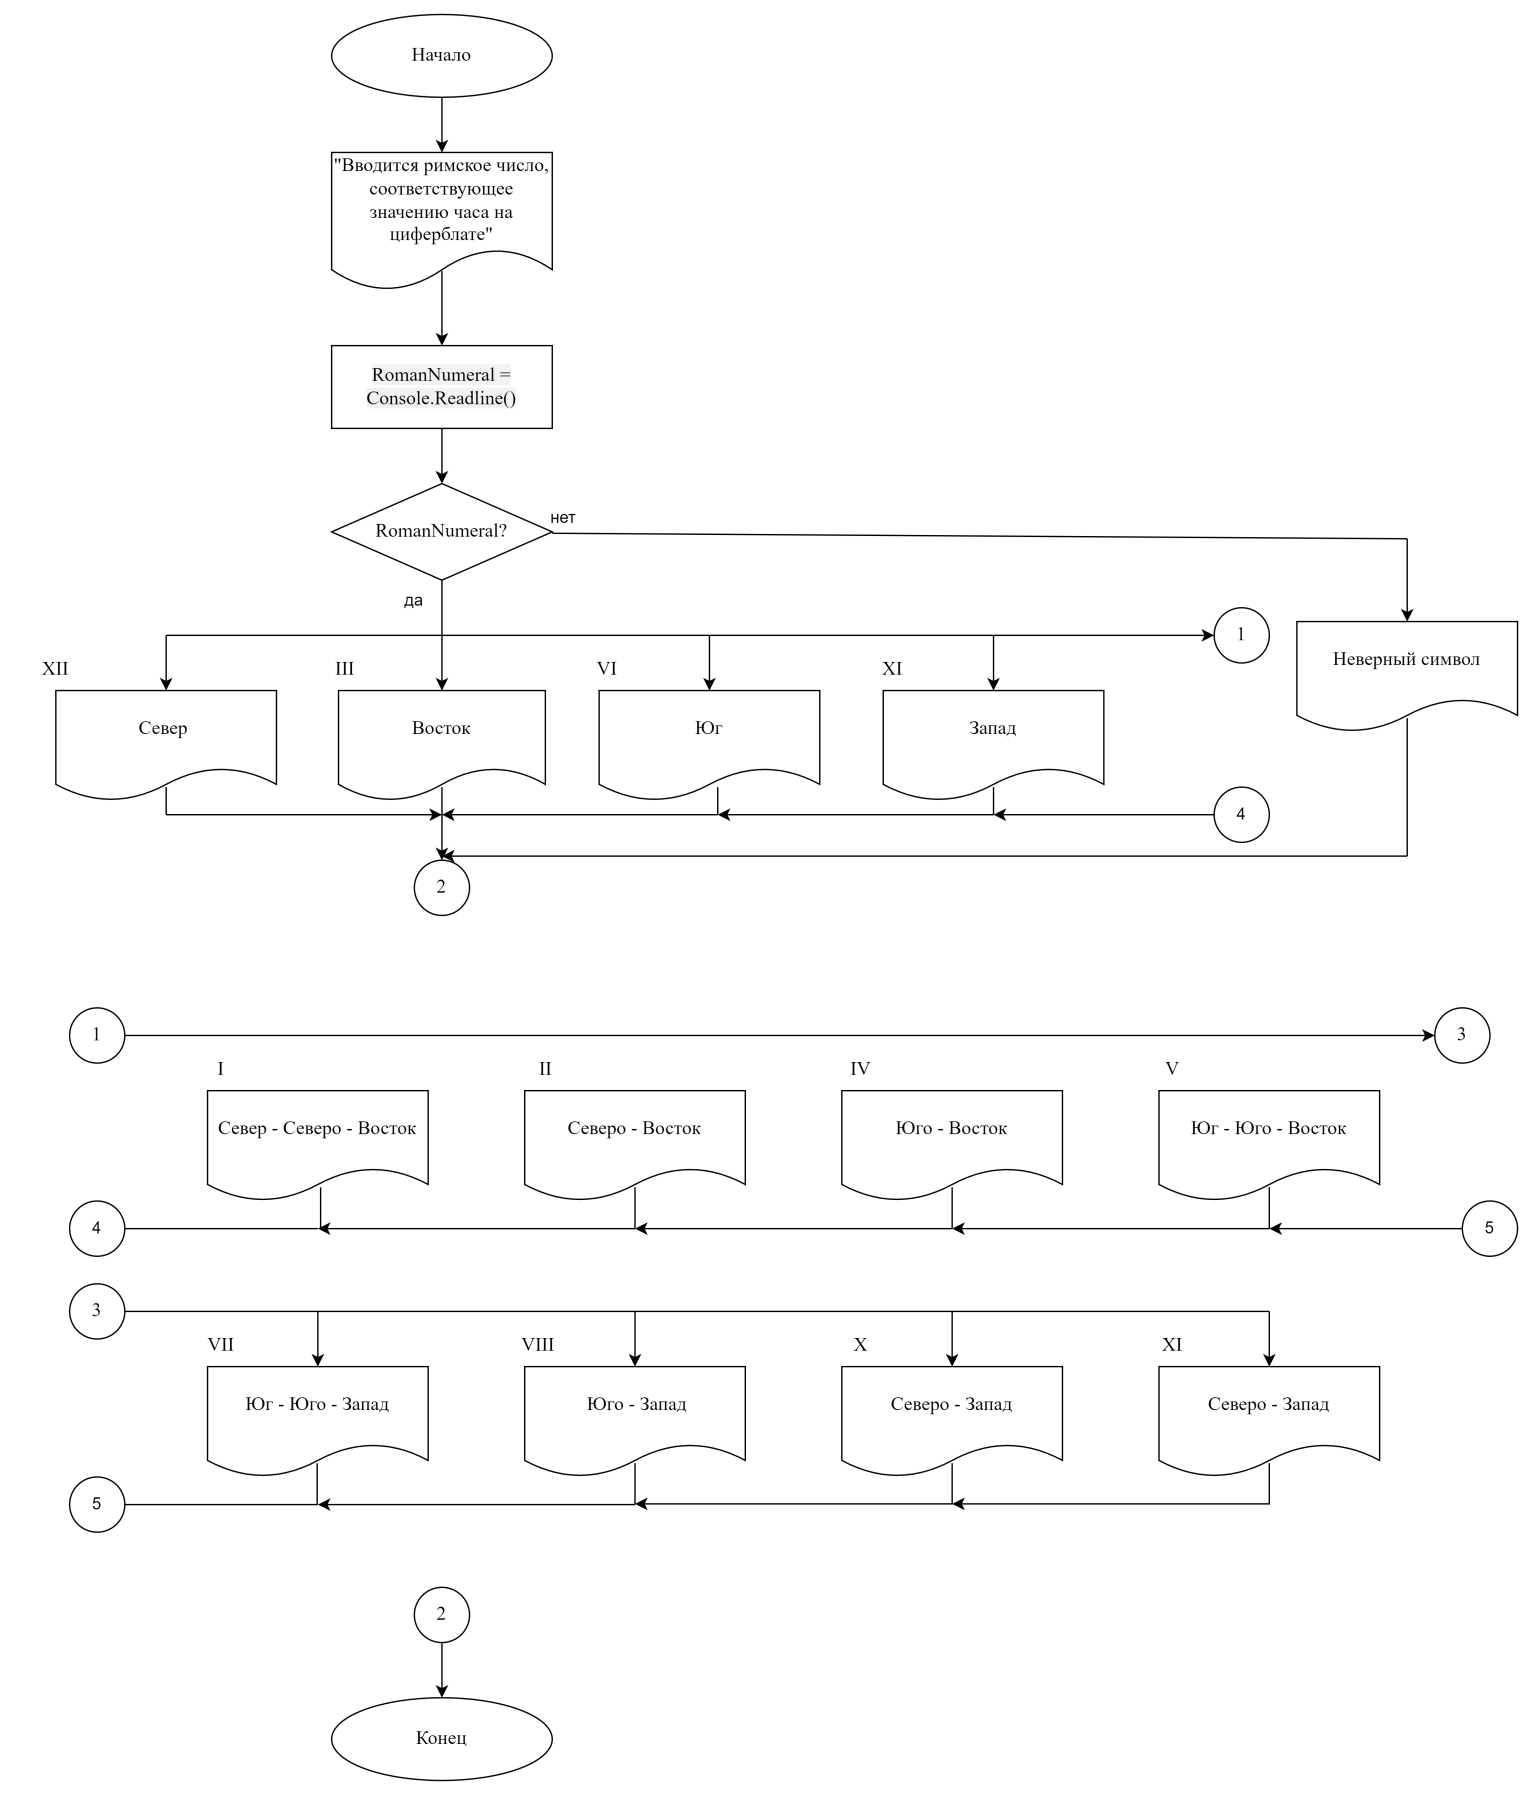 Начало
"Вводится римское число,
соответствующее
значению часа на
циферблате"
RomanNumeral =
Console.Readline()
RomanNumeral?
нет
да
1
XII
III
VI
XI
Неверный символ
Север
Восток
Юг
Запад
4
2
1
3
I
II
IV
V
Север - Северо - Восток
Северо - Восток
Юго - Восток
Юг - Юго - Восток
4
5
3
VII
VIII
X
XI
Юг - Юго - Запад
Юго - Запад
Северо - Запад
Северо - Запад
5
2
Конец